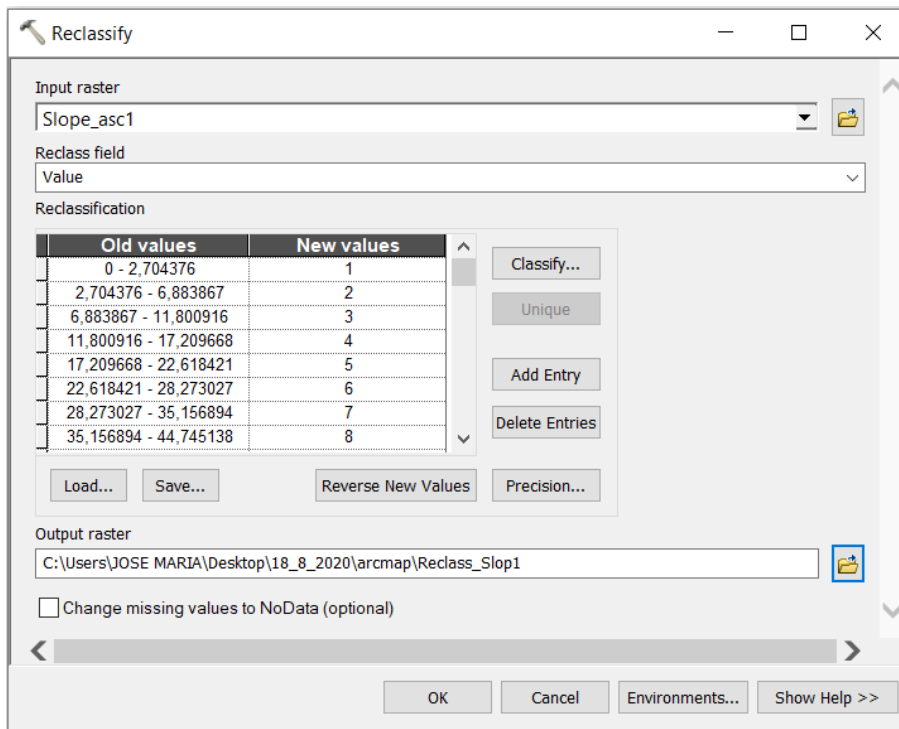 Reclassify
Input raster
Slope_asc1
Reclass field
Value
Reclassification
Old values New values
0 - 2,704376 1
2,704376 - 6,883867 2
6,883867 - 11,800916 3
11,800916 - 17,209668 4
17,209668 - 22,618421 5
22,618421 - 28,273027 6
28,273027 - 35,156894 7
35,156894 - 44,745138 8
Classify...
Unique
Add Entry
Delete Entries
Load... Save... Reverse New Values Precision...
Output raster
C:\Users\JOSE MARIA\Desktop\18_8_2020\arcmap\Reclass_Slop1
Change missing values to NoData (optional)
OK Cancel Environments... Show Help >>